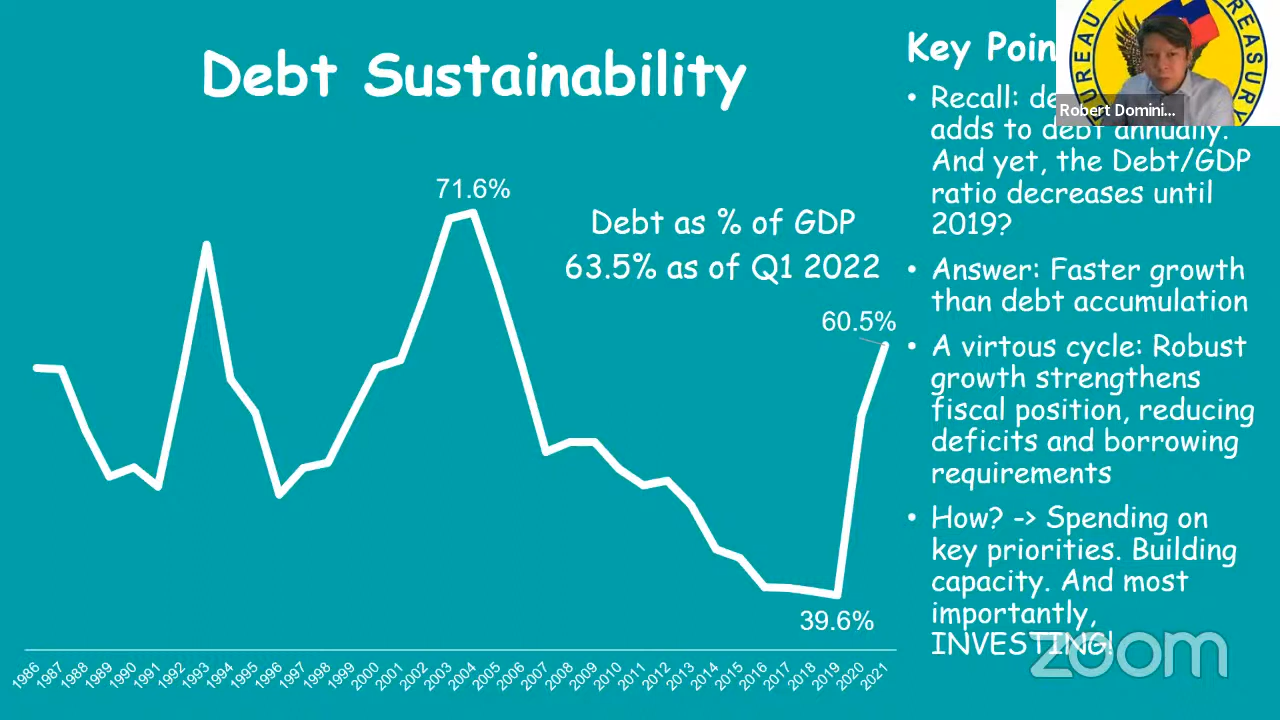 Debt Sustainability
71.6%
Debt as % of GDP
63.5% as of Q1 2022
60.5%
39.6%
1986 1987 1988 1989 1990 1991 1992 1993 1994 1995 1996 1997 1998 1999 2000 2001 2002 2003 2004 2005 2006 2007 2008 2009 2010 2011 2012 2013 2014 2015 2016 2017 2018 2019 2020 2021
Key
• Recall:
adds to debt annually.
And yet, the Debt/GDP
ratio decreases until
2019?
• Answer: Faster growth
than debt accumulation
• A virtous cycle: Robust
growth strengthens
fiscal position, reducing
deficits and borrowing
requirements
• How? -> Spending on
key priorities. Building
capacity. And most
importantly,
INVESTING!
Robert Domini...
zoom